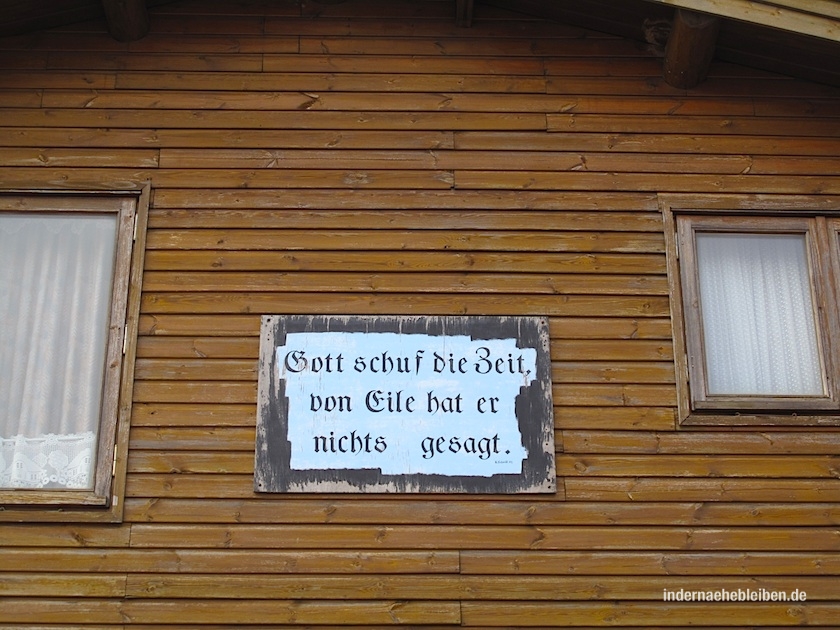 Gott schuf die Zeit,
von Eile hat er
nichts gesagt.
indernaehebleiben.de